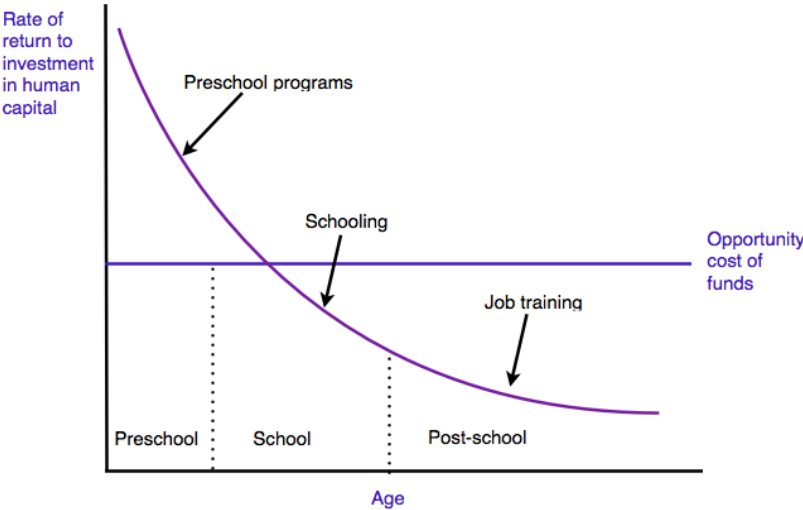 Rate of
return to
investment
in human
capital
Preschool programs
Schooling
Opportunity
cost of
funds
Job training
Preschool
School
Post-school
Age